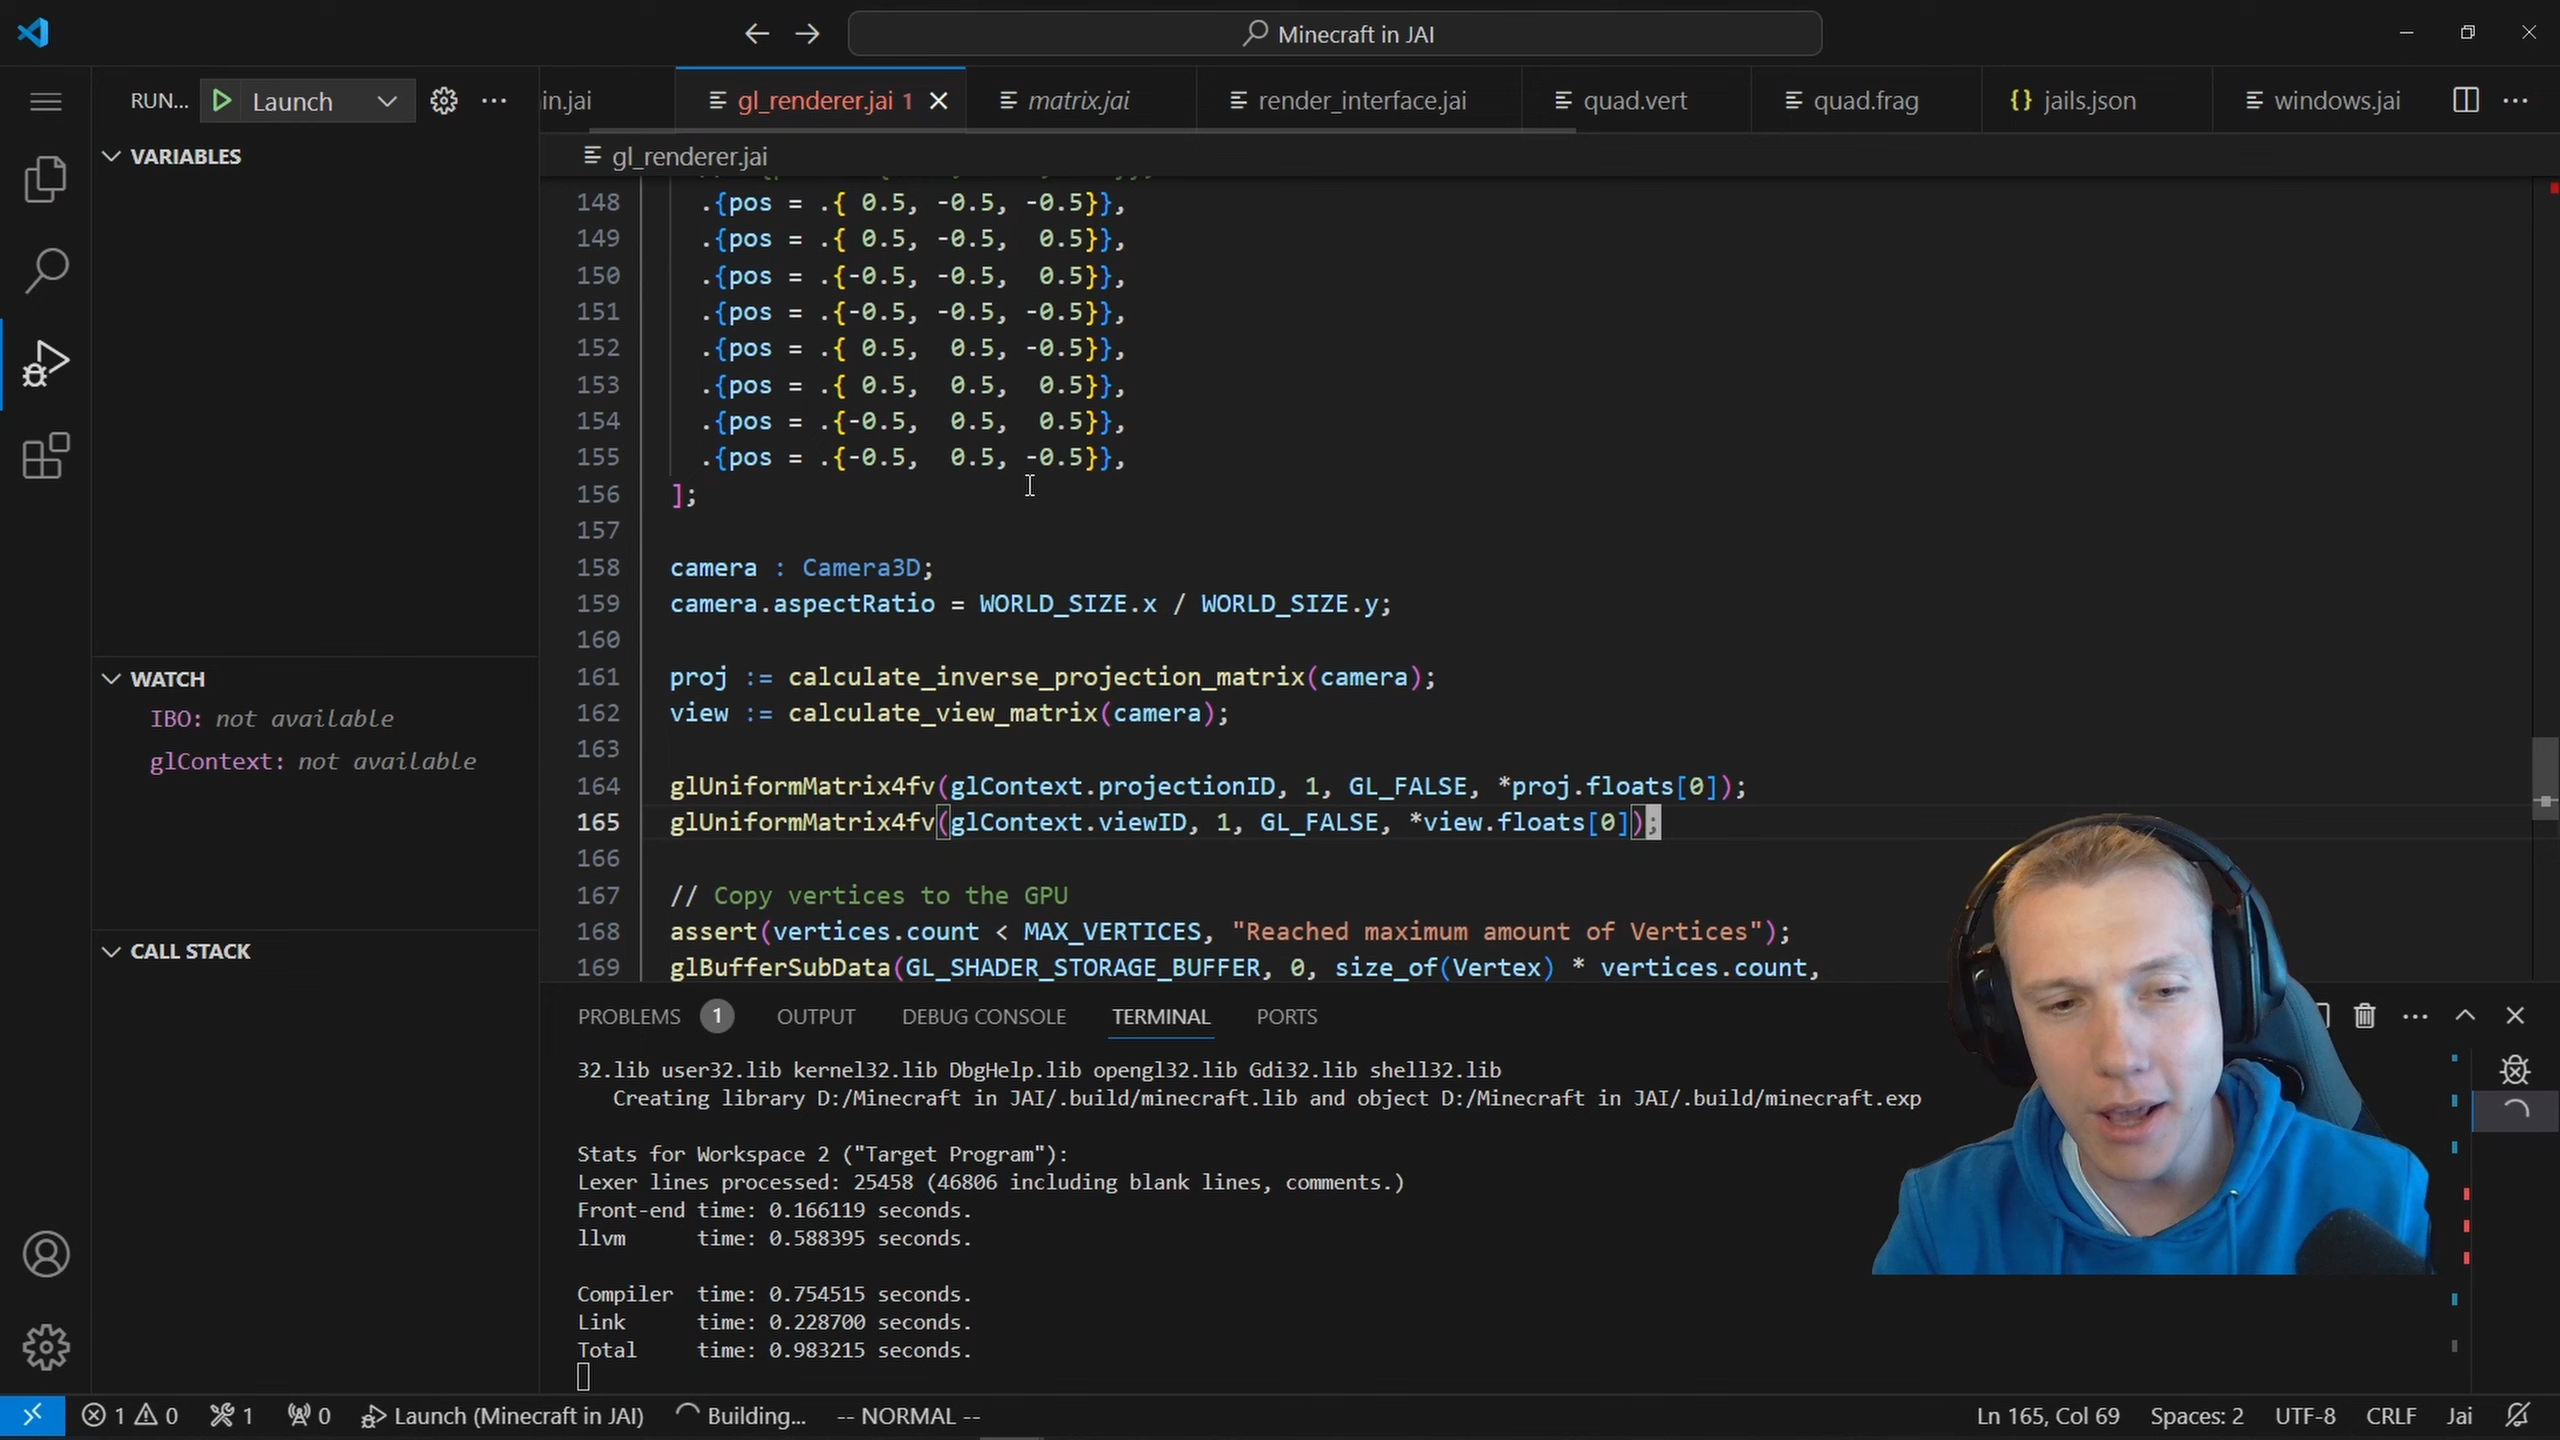 Minecraft in JAI
RUN... Launch
in.jai gl_renderer.jai 1 matrix.jai render_interface.jai quad.vert quad.frag {} jails.json windows.jai
gl_renderer.jai
VARIABLES
WATCH
IBO: not available
glContext: not available
CALL STACK
148 .{pos = .{ 0.5, -0.5, -0.5}},
149 .{pos = .{ 0.5, -0.5,  0.5}},
150 .{pos = .{-0.5, -0.5,  0.5}},
151 .{pos = .{-0.5, -0.5, -0.5}},
152 .{pos = .{ 0.5,  0.5, -0.5}},
153 .{pos = .{ 0.5,  0.5,  0.5}},
154 .{pos = .{-0.5,  0.5,  0.5}},
155 .{pos = .{-0.5,  0.5, -0.5}},
156 ];
157
158 camera : Camera3D;
159 camera.aspectRatio = WORLD_SIZE.x / WORLD_SIZE.y;
160
161 proj := calculate_inverse_projection_matrix(camera);
162 view := calculate_view_matrix(camera);
163
164 glUniformMatrix4fv(glContext.projectionID, 1, GL_FALSE, *proj.floats[0]);
165 glUniformMatrix4fv(glContext.viewID, 1, GL_FALSE, *view.floats[0]);
166
167 // Copy vertices to the GPU
168 assert(vertices.count < MAX_VERTICES, "Reached maximum amount of Vertices");
169 glBufferSubData(GL_SHADER_STORAGE_BUFFER, 0, size_of(Vertex) * vertices.count,
PROBLEMS 1 OUTPUT DEBUG CONSOLE TERMINAL PORTS
32.lib user32.lib kernel32.lib DbgHelp.lib opengl32.lib Gdi32.lib shell32.lib
Creating library D:/Minecraft in JAI/.build/minecraft.lib and object D:/Minecraft in JAI/.build/minecraft.exp
Stats for Workspace 2 ("Target Program"):
Lexer lines processed: 25458 (46806 including blank lines, comments.)
Front-end time: 0.166119 seconds.
llvm      time: 0.588395 seconds.
Compiler  time: 0.754515 seconds.
Link      time: 0.228700 seconds.
Total     time: 0.983215 seconds.
1 0 1 0 Launch (Minecraft in JAI) Building... -- NORMAL -- Ln 165, Col 69 Spaces: 2 UTF-8 CRLF Jai